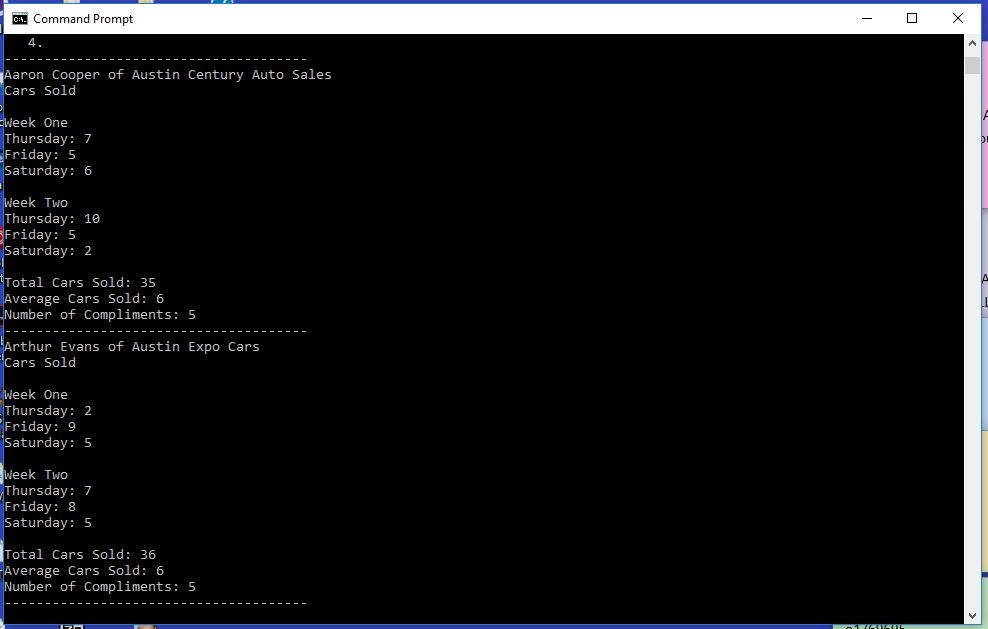 Command Prompt
4.
--------------------------------------
Aaron Cooper of Austin Century Auto Sales
Cars Sold
Week One
Thursday: 7
Friday: 5
Saturday: 6
Week Two
Thursday: 10
Friday: 5
Saturday: 2
Total Cars Sold: 35
Average Cars Sold: 6
Number of Compliments: 5
--------------------------------------
Arthur Evans of Austin Expo Cars
Cars Sold
Week One
Thursday: 2
Friday: 9
Saturday: 5
Week Two
Thursday: 7
Friday: 8
Saturday: 5
Total Cars Sold: 36
Average Cars Sold: 6
Number of Compliments: 5
--------------------------------------